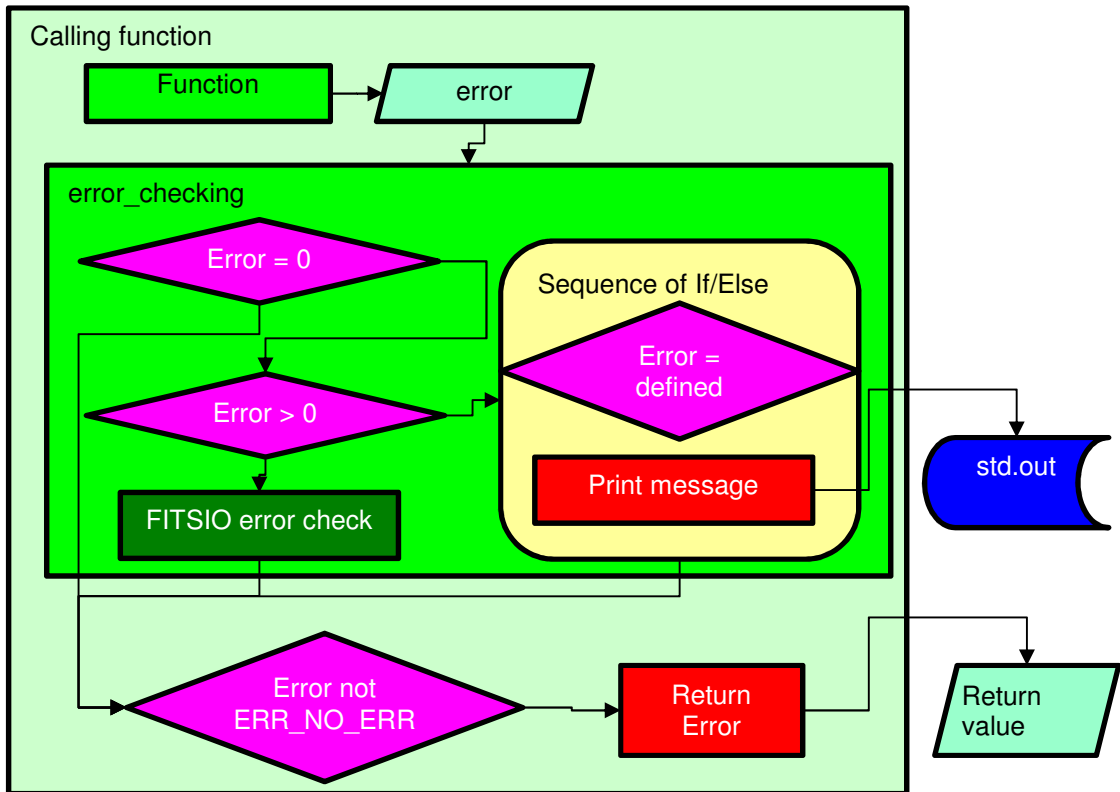 Calling function
Function
error
error_checking
Error = 0
Sequence of If/Else
Error =
defined
Error > 0
std.out
Print message
FITSIO error check
Error not
ERR_NO_ERR
Return
Error
Return
value